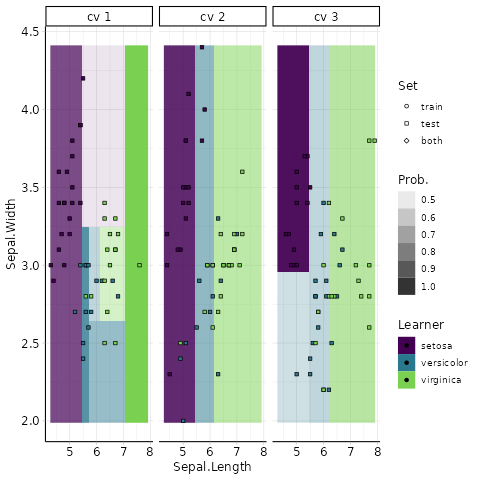 cv 1 cv 2 cv 3
4.5
4.0
3.5
3.0
2.5
2.0
Sepal.Width
5 6 7 8 5 6 7 8 5 6 7 8
Sepal.Length
Set
train
test
both
Prob.
0.5
0.6
0.7
0.8
0.9
1.0
Learner
setosa
versicolor
virginica